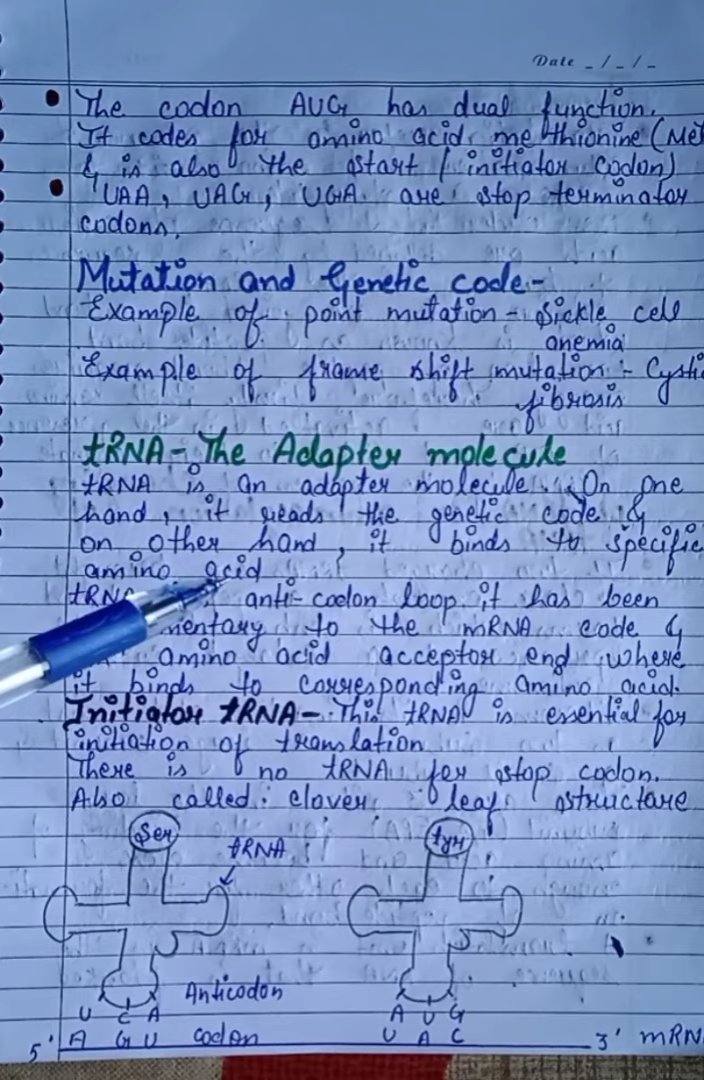 Date _/_/_
• The codon AUG has dual function.
It codes for amino acid methionine (Met
& is also the start / initiator codon)
• UAA, UAG, UGA are stop terminator
codons.
Mutation and Genetic code-
Example of point mutation - Sickle cell
anemia
Example of frame shift mutation :- Cysti
fibrosis
tRNA - The Adapter molecule
tRNA is an adapter molecule. On one
hand, it reads the genetic code &
on other hand, it binds to specific
amino acid
tRN anti-codon loop it has been
mentary to the mRNA code &
amino acid acceptor end where
it binds to corresponding amino acid.
Initiator tRNA - This tRNA is essential for
initiation of translation
There is no tRNA for stop codon.
Also called : clover leaf structure
Ser tRNA tyr
Anticodon
U C A A U G
A G U codon U A C
5' 3' mRN